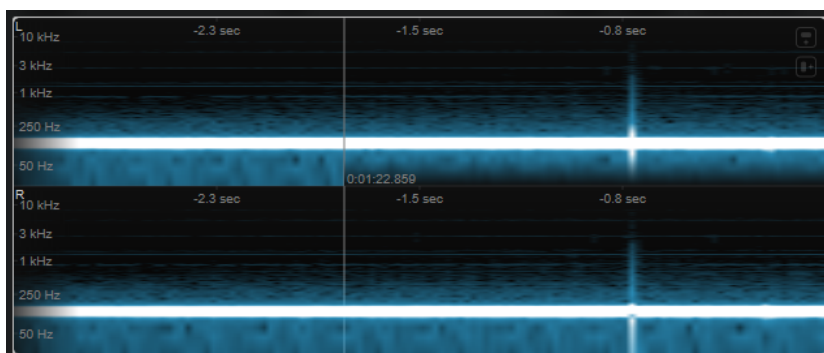 L
-2.3 sec -1.5 sec -0.8 sec
10 kHz
3 kHz
1 kHz
250 Hz
50 Hz
0:01:22.859
R
-2.3 sec -1.5 sec -0.8 sec
10 kHz
3 kHz
1 kHz
250 Hz
50 Hz